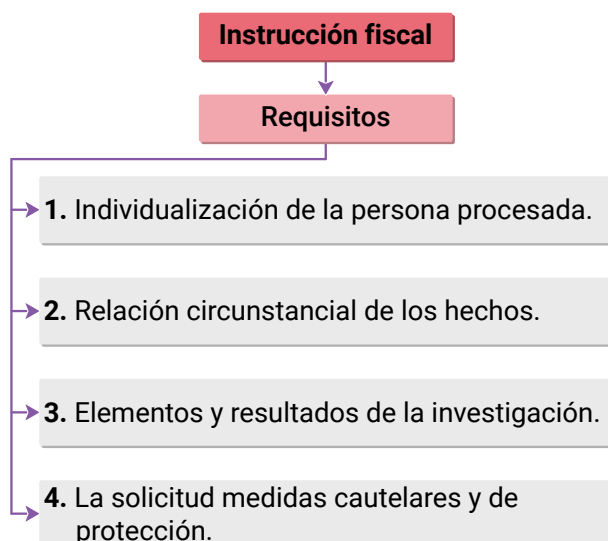 Instrucción fiscal
Requisitos
1. Individualización de la persona procesada.
2. Relación circunstancial de los hechos.
3. Elementos y resultados de la investigación.
4. La solicitud medidas cautelares y de
protección.